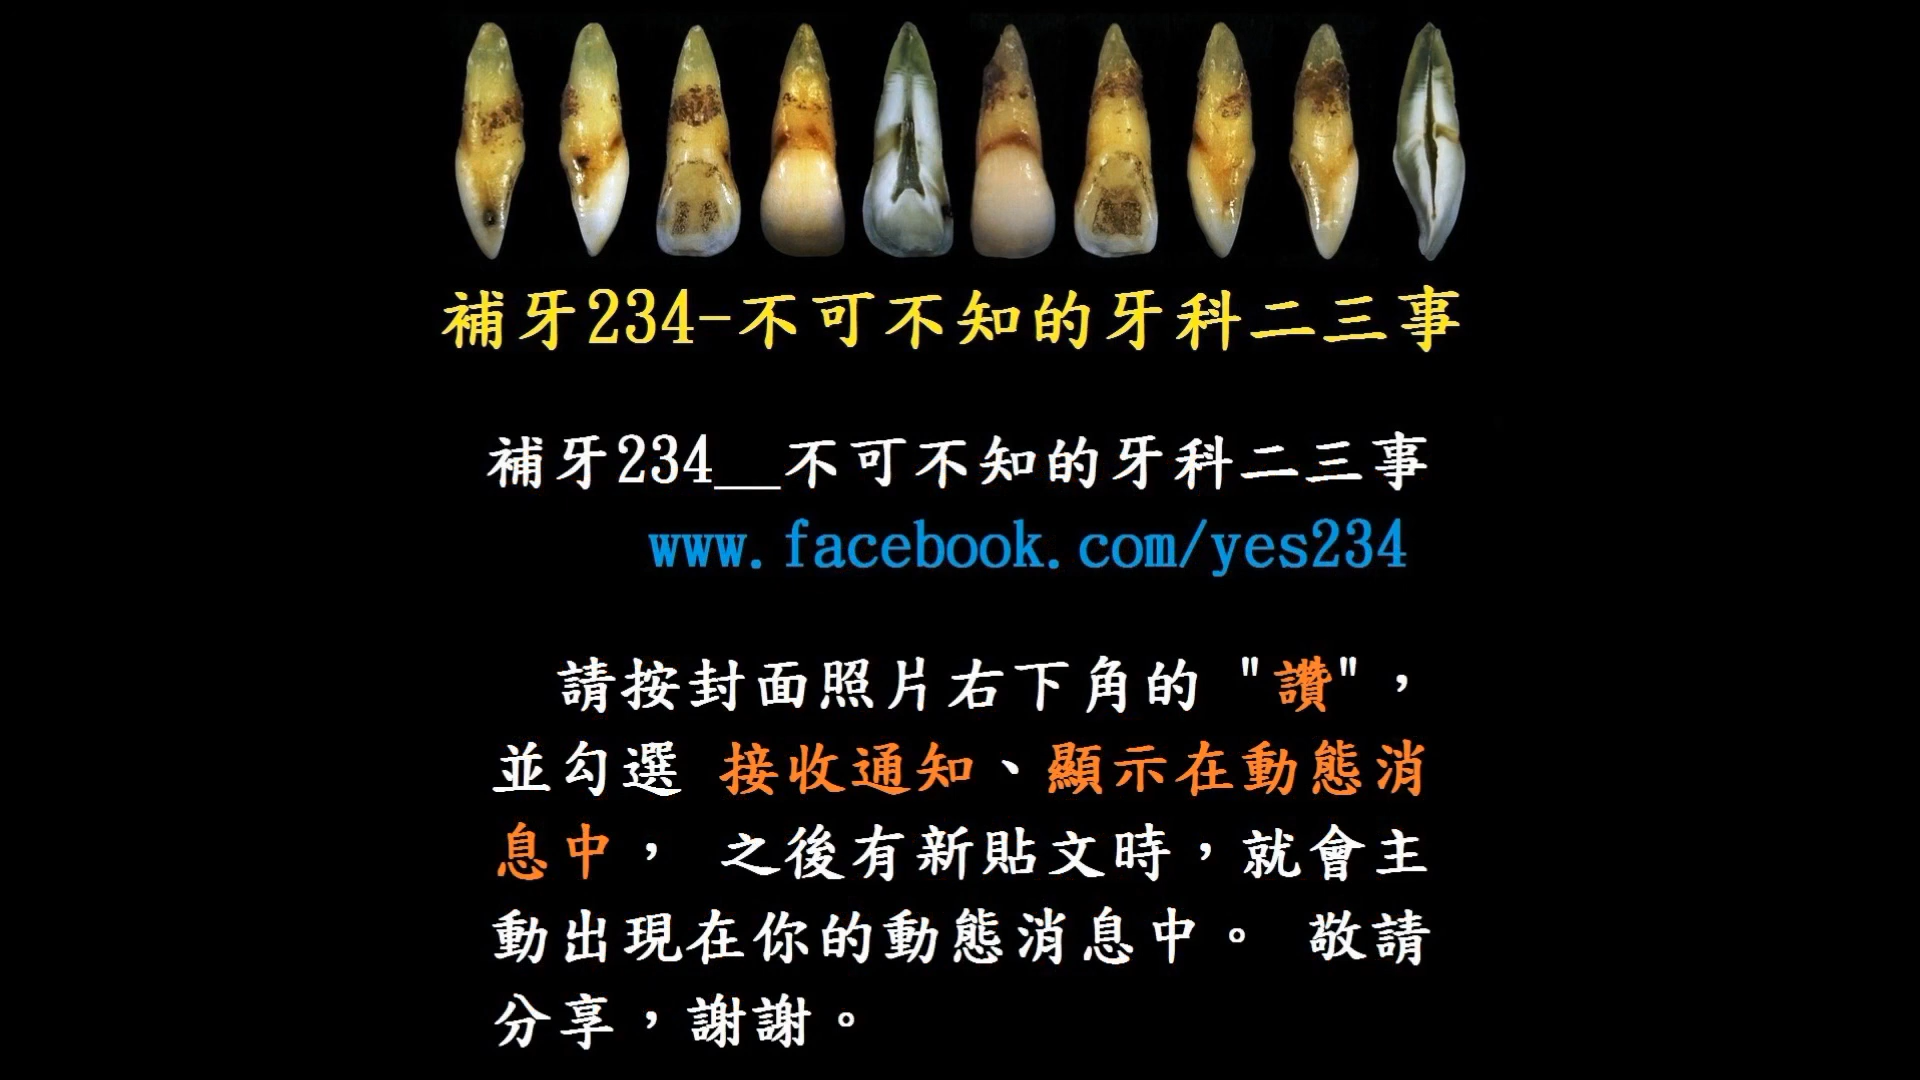 補牙234-不可不知的牙科二三事
補牙234__不可不知的牙科二三事
www.facebook.com/yes234
請按封面照片右下角的 "讚",
並勾選 接收通知、顯示在動態消
息中, 之後有新貼文時,就會主
動出現在你的動態消息中。 敬請
分享,謝謝。